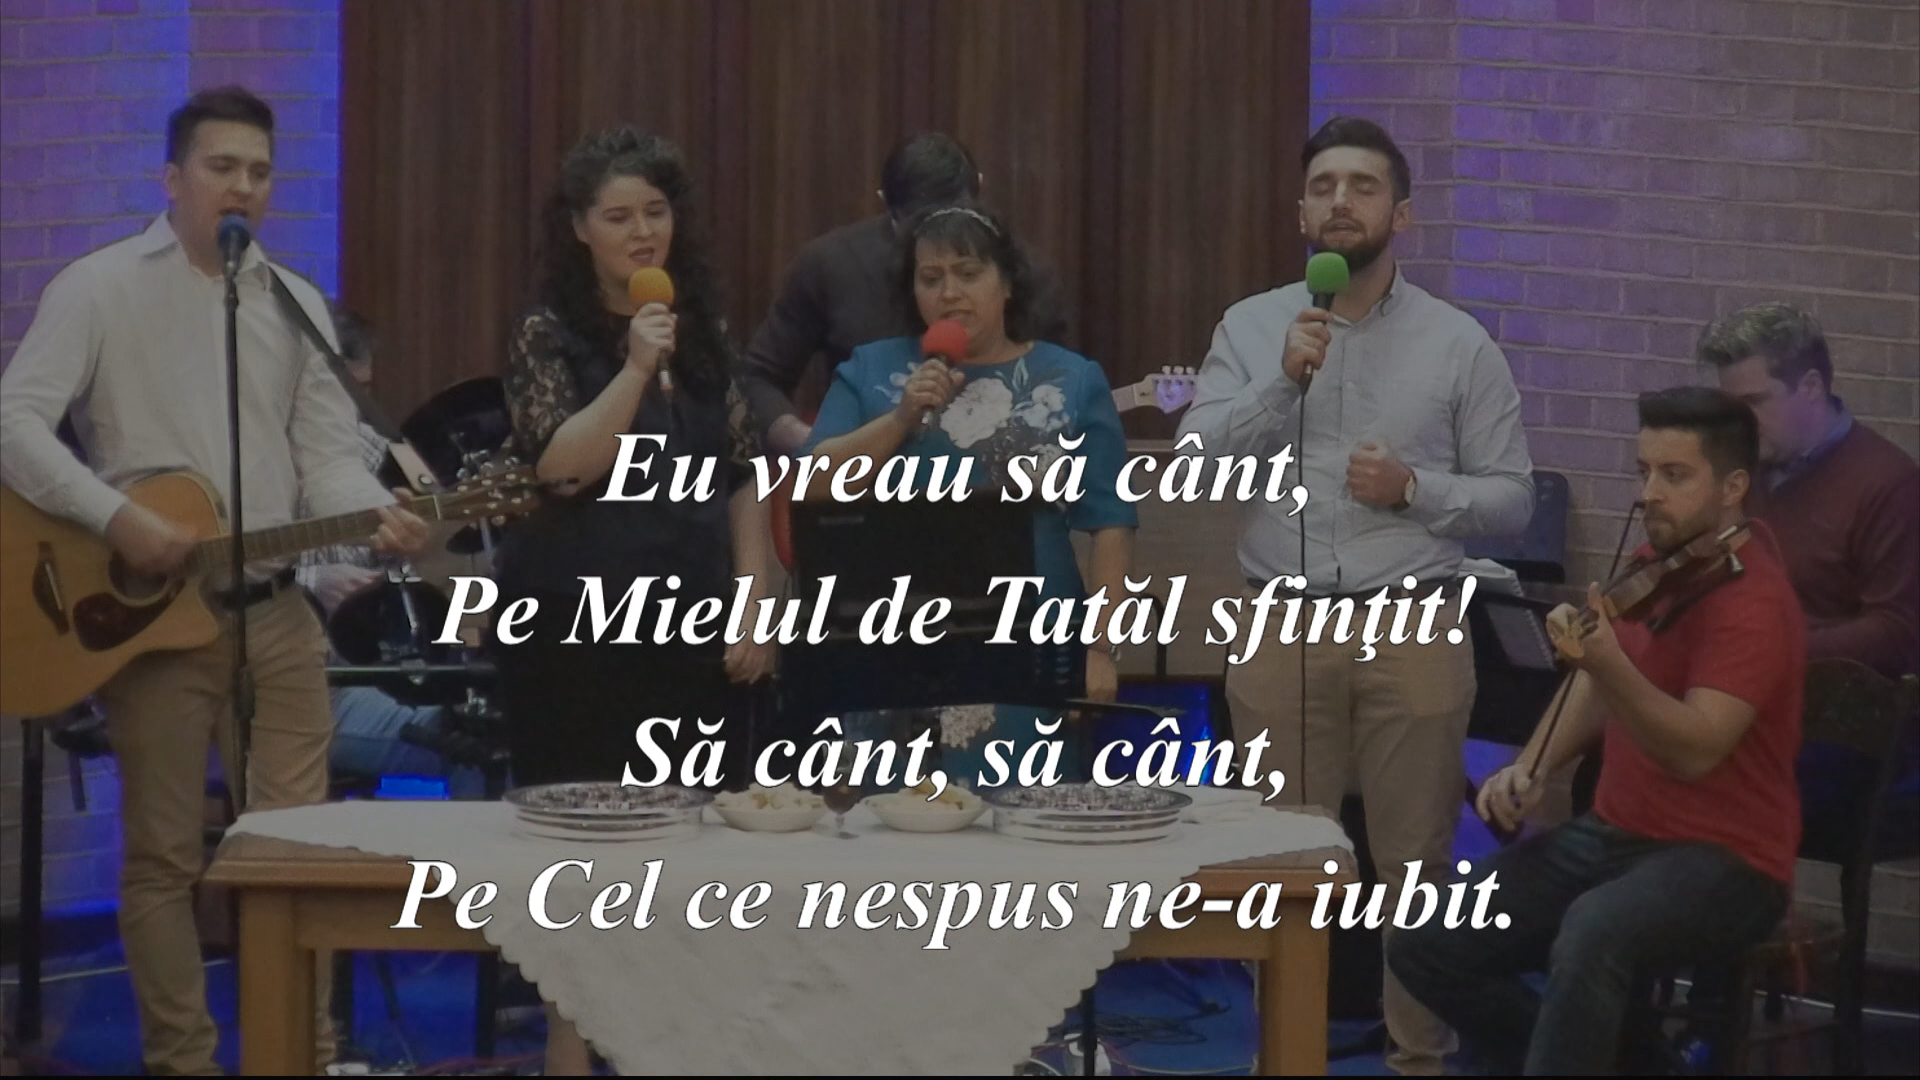 Eu vreau să cânt,
Pe Mielul de Tatăl sfinţit!
Să cânt, să cânt,
Pe Cel ce nespus ne-a iubit.